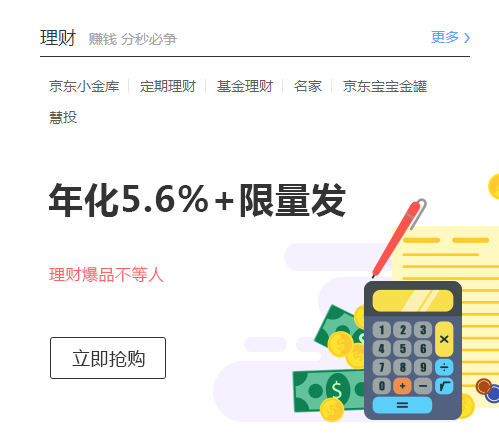 理财 赚钱 分秒必争 更多 >
京东小金库 定期理财 基金理财 名家 京东宝宝金罐
慧投
年化5.6%+限量发
理财爆品不等人
立即抢购
1 2 3 ×
4 5 6
7 8 9 ÷
0 + − √
=
$